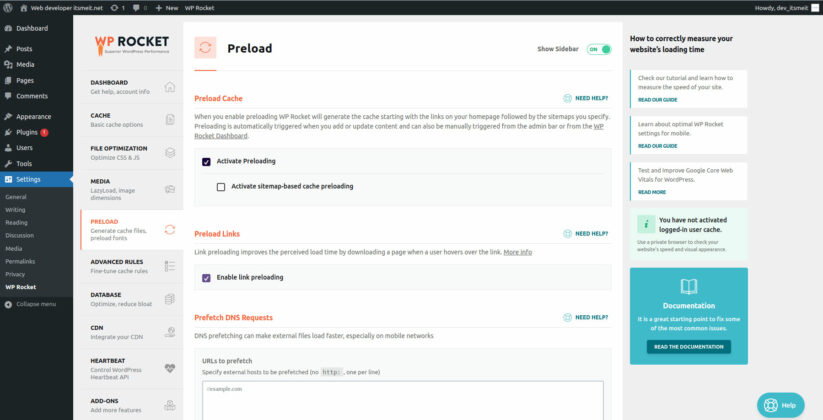 Web developer itsmeit.net
1
0
New
WP Rocket
Howdy, dev_itsmeit
Dashboard
Posts
Media
Pages
Comments
Appearance
Plugins 1
Users
Tools
Settings
General
Writing
Reading
Discussion
Media
Permalinks
Privacy
WP Rocket
Collapse menu
WP ROCKET
Superior WordPress Performance
DASHBOARD
Get help, account info
CACHE
Basic cache options
FILE OPTIMIZATION
Optimize CSS & JS
MEDIA
LazyLoad, image
dimensions
PRELOAD
Generate cache files,
preload fonts
ADVANCED RULES
Fine-tune cache rules
DATABASE
Optimize, reduce bloat
CDN
Integrate your CDN
HEARTBEAT
Control WordPress
Heartbeat API
ADD-ONS
Add more features
Preload
Show Sidebar
ON
Preload Cache
NEED HELP?
When you enable preloading WP Rocket will generate the cache starting with the links on your homepage followed by the sitemaps you specify.
Preloading is automatically triggered when you add or update content and can also be manually triggered from the admin bar or from the WP
Rocket Dashboard.
Activate Preloading
Activate sitemap-based cache preloading
Preload Links
NEED HELP?
Link preloading improves the perceived load time by downloading a page when a user hovers over the link. More info
Enable link preloading
Prefetch DNS Requests
NEED HELP?
DNS prefetching can make external files load faster, especially on mobile networks
URLs to prefetch
Specify external hosts to be prefetched (no http:, one per line)
//example.com
How to correctly measure your
website's loading time
Check our tutorial and learn how to
measure the speed of your site.
READ OUR GUIDE
Learn about optimal WP Rocket
settings for mobile.
READ OUR GUIDE
Test and Improve Google Core Web
Vitals for WordPress.
READ MORE
You have not activated
logged-in user cache.
Use a private browser to check your
website's speed and visual appearance.
Documentation
It is a great starting point to fix some
of the most common issues.
READ THE DOCUMENTATION
Help